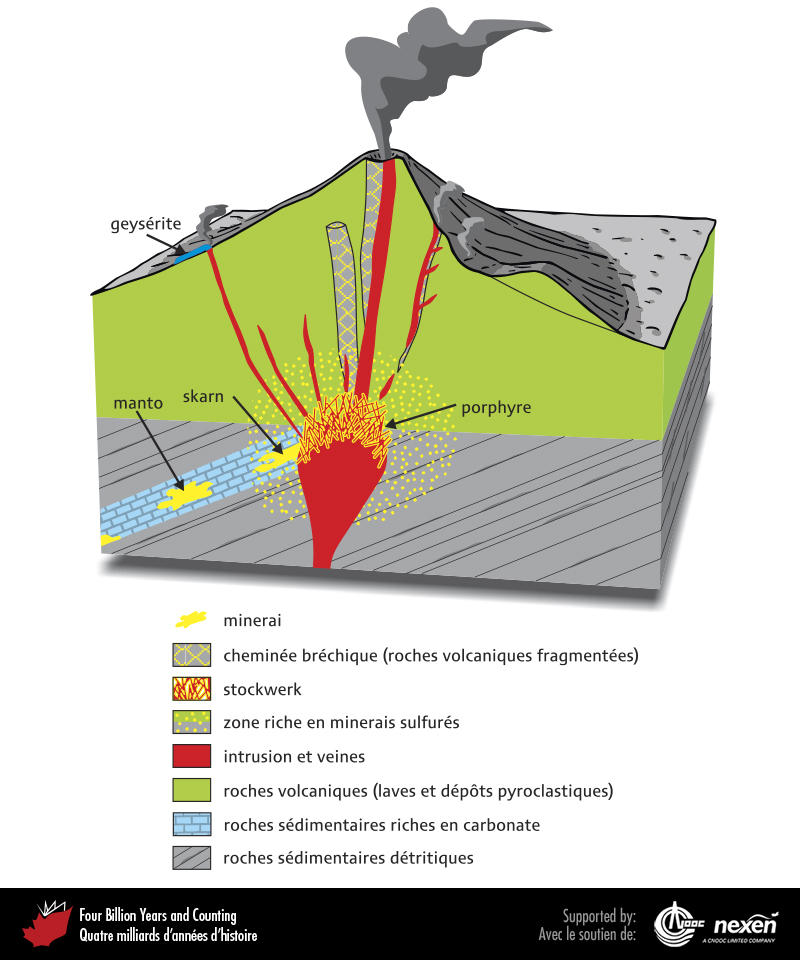 geysérite
manto
skarn
porphyre
minerai
cheminée bréchique (roches volcaniques fragmentées)
stockwerk
zone riche en minerais sulfurés
intrusion et veines
roches volcaniques (laves et dépôts pyroclastiques)
roches sédimentaires riches en carbonate
roches sédimentaires détritiques
Four Billion Years and Counting
Quatre milliards d'années d'histoire
Supported by:
Avec le soutien de:
CNOOC
nexen
A CNOOC LIMITED COMPANY